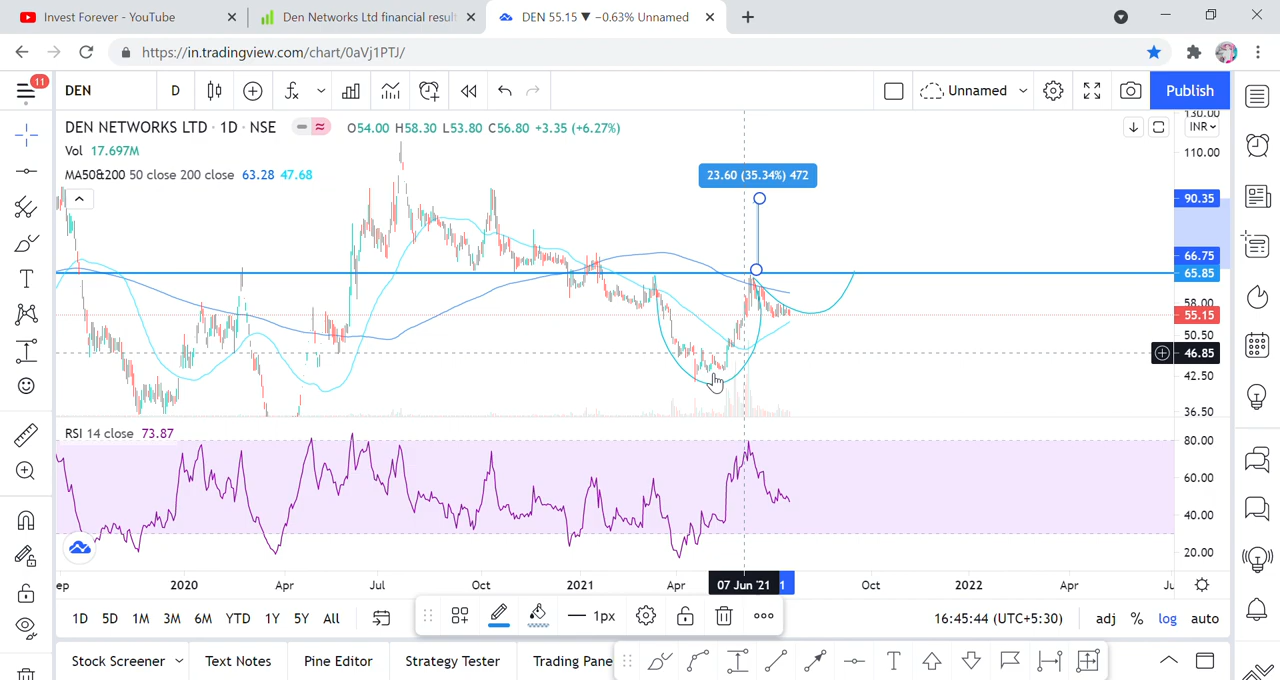 Invest Forever - YouTube
Den Networks Ltd financial result
DEN 55.15 ▼ −0.63% Unnamed
https://in.tradingview.com/chart/0aVj1PTJ/
11
DEN
D
Unnamed
Publish
DEN NETWORKS LTD · 1D · NSE
O54.00 H58.30 L53.80 C56.80 +3.35 (+6.27%)
Vol 17.697M
MA50&200 50 close 200 close 63.28 47.68
130.00
INR
110.00
23.60 (35.34%) 472
90.35
66.75
65.85
58.00
55.15
50.50
46.85
42.50
36.50
RSI 14 close 73.87
80.00
60.00
40.00
20.00
ep
2020
Apr
Jul
Oct
2021
Apr
07 Jun '21
1
Oct
2022
Apr
Ju
1D 5D 1M 3M 6M YTD 1Y 5Y All
1px
16:45:44 (UTC+5:30)
adj % log auto
Stock Screener
Text Notes
Pine Editor
Strategy Tester
Trading Pane